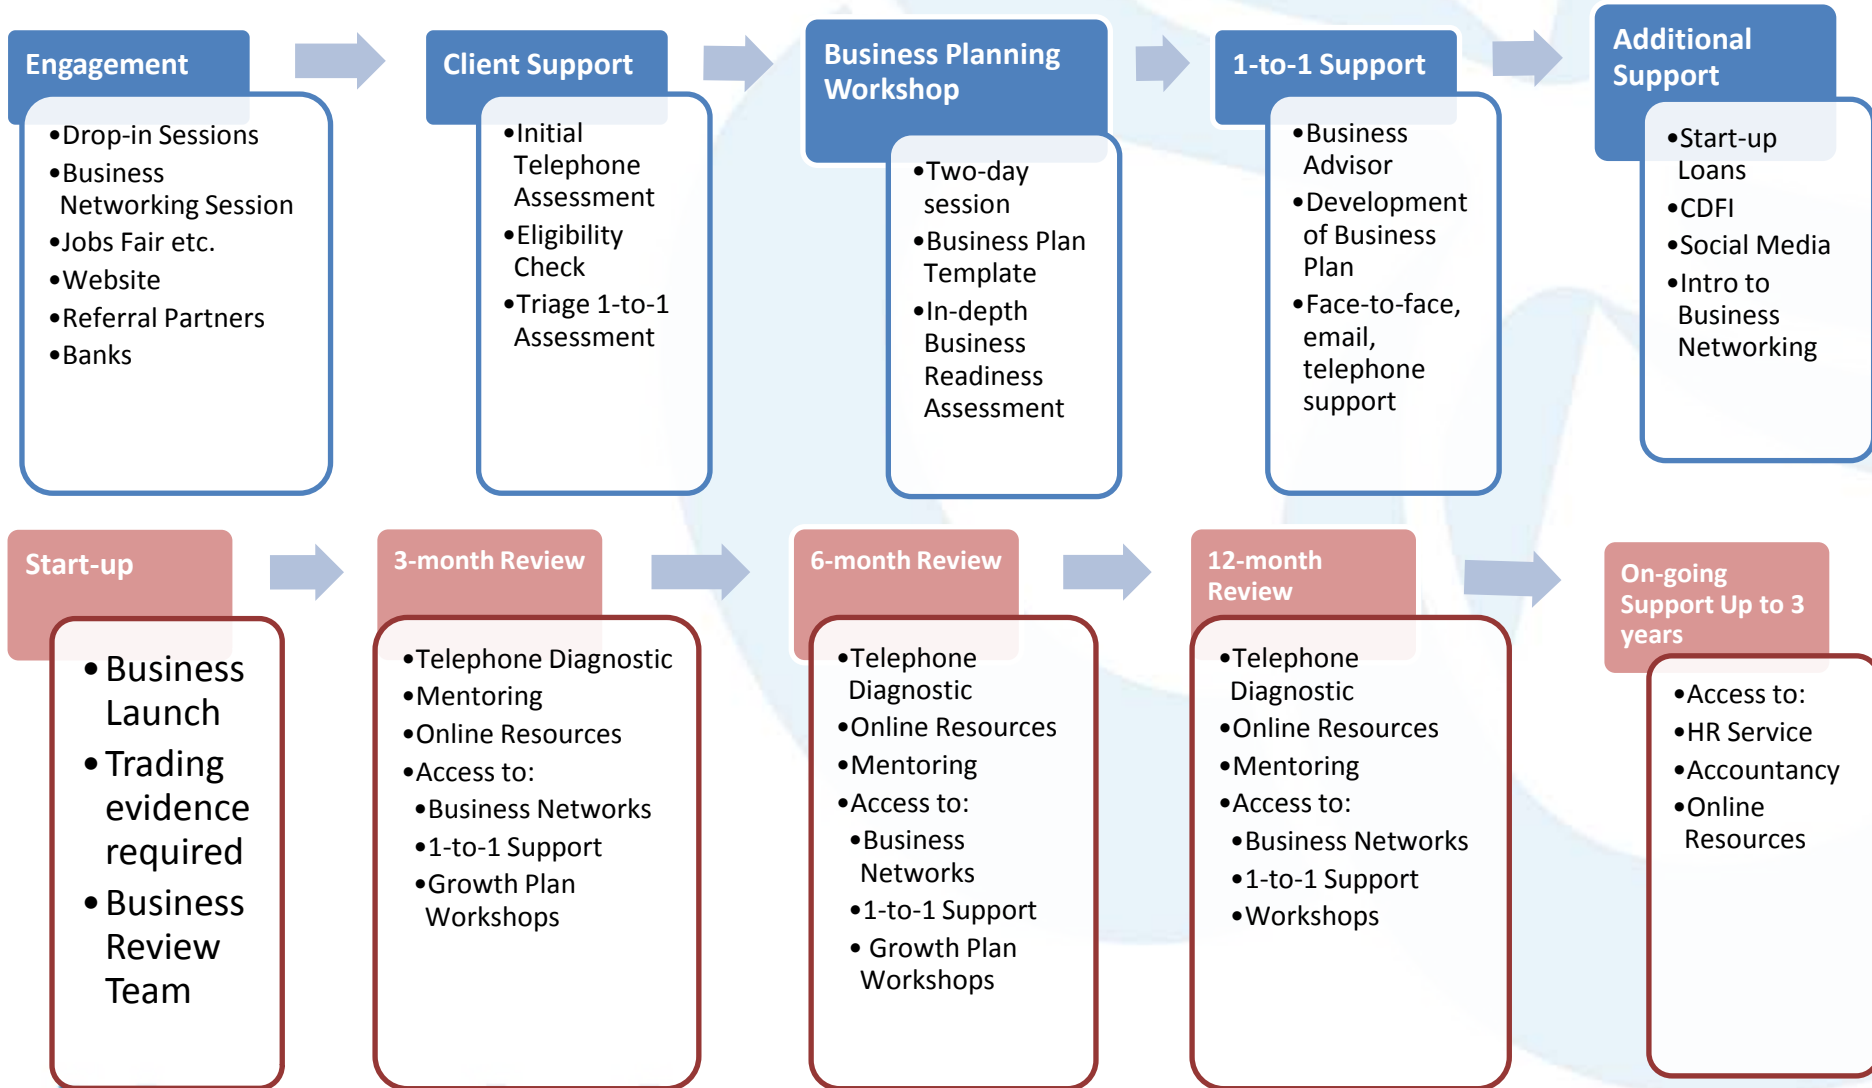 Engagement
•Drop-in Sessions
•Business
Networking Session
•Jobs Fair etc.
•Website
•Referral Partners
•Banks
Client Support
•Initial
Telephone
Assessment
•Eligibility
Check
•Triage 1-to-1
Assessment
Business Planning
Workshop
•Two-day
session
•Business Plan
Template
•In-depth
Business
Readiness
Assessment
1-to-1 Support
•Business
Advisor
•Development
of Business
Plan
•Face-to-face,
email,
telephone
support
Additional
Support
•Start-up
Loans
•CDFI
•Social Media
•Intro to
Business
Networking
Start-up
•Business
Launch
•Trading
evidence
required
•Business
Review
Team
3-month Review
•Telephone Diagnostic
•Mentoring
•Online Resources
•Access to:
•Business Networks
•1-to-1 Support
•Growth Plan
Workshops
6-month Review
•Telephone
Diagnostic
•Online Resources
•Mentoring
•Access to:
•Business
Networks
•1-to-1 Support
• Growth Plan
Workshops
12-month
Review
•Telephone
Diagnostic
•Online Resources
•Mentoring
•Access to:
•Business Networks
•1-to-1 Support
•Workshops
On-going
Support Up to 3
years
•Access to:
•HR Service
•Accountancy
•Online
Resources